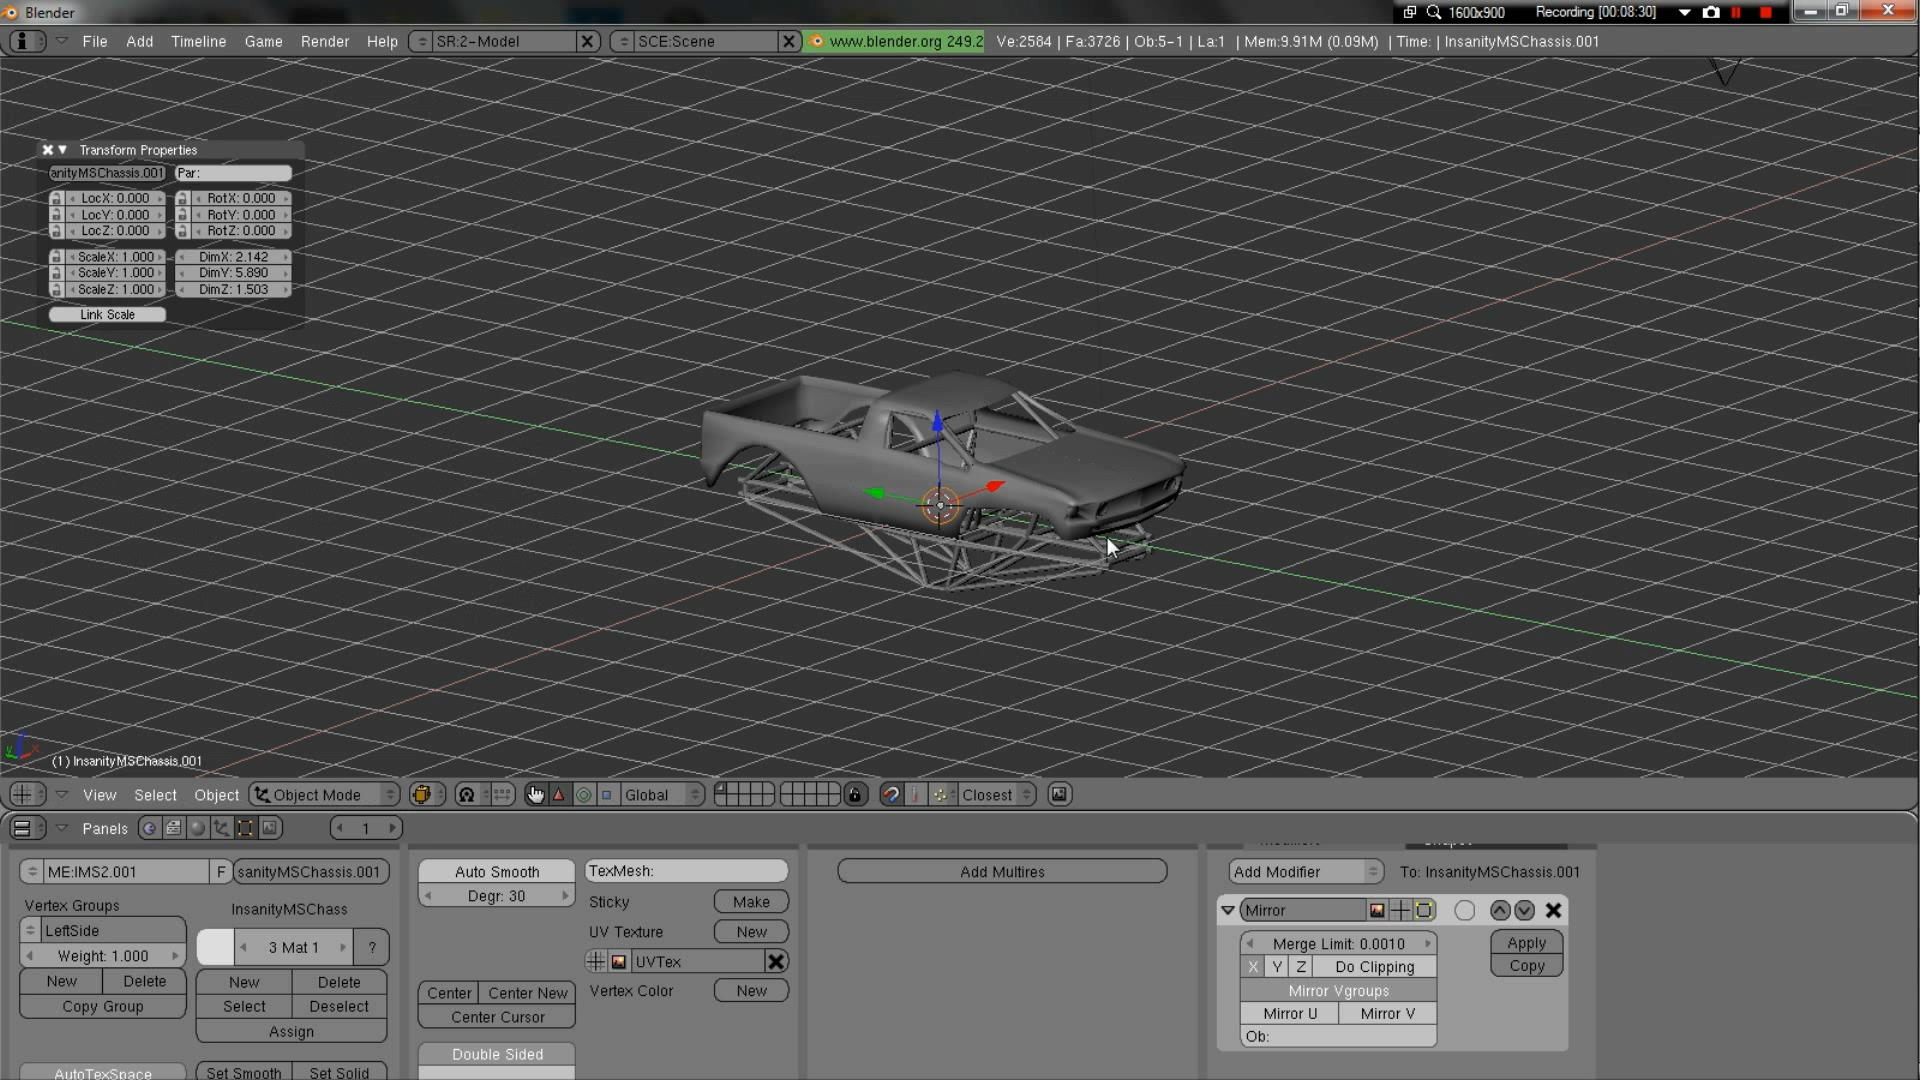 Blender
1600x900 Recording [00:08:30]
File Add Timeline Game Render Help SR:2-Model SCE:Scene www.blender.org 249.2 Ve:2584 | Fa:3726 | Ob:5-1 | La:1 | Mem:9.91M (0.09M) | Time: | InsanityMSChassis.001
Transform Properties
anityMSChassis.001 Par:
LocX: 0.000 RotX: 0.000
LocY: 0.000 RotY: 0.000
LocZ: 0.000 RotZ: 0.000
ScaleX: 1.000 DimX: 2.142
ScaleY: 1.000 DimY: 5.890
ScaleZ: 1.000 DimZ: 1.503
Link Scale
y x
(1) InsanityMSChassis.001
View Select Object Object Mode Global Closest
Panels 1
ME:IMS2.001 F sanityMSChassis.001
Vertex Groups
LeftSide
Weight: 1.000
New Delete
Copy Group
AutoTexSpace
InsanityMSChass
3 Mat 1 ?
New Delete
Select Deselect
Assign
Set Smooth Set Solid
Auto Smooth
Degr: 30
Center Center New
Center Cursor
Double Sided
TexMesh:
Sticky Make
UV Texture New
UVTex
Vertex Color New
Add Multires
Add Modifier To: InsanityMSChassis.001
Mirror
Merge Limit: 0.0010 Apply
X Y Z Do Clipping Copy
Mirror Vgroups
Mirror U Mirror V
Ob: